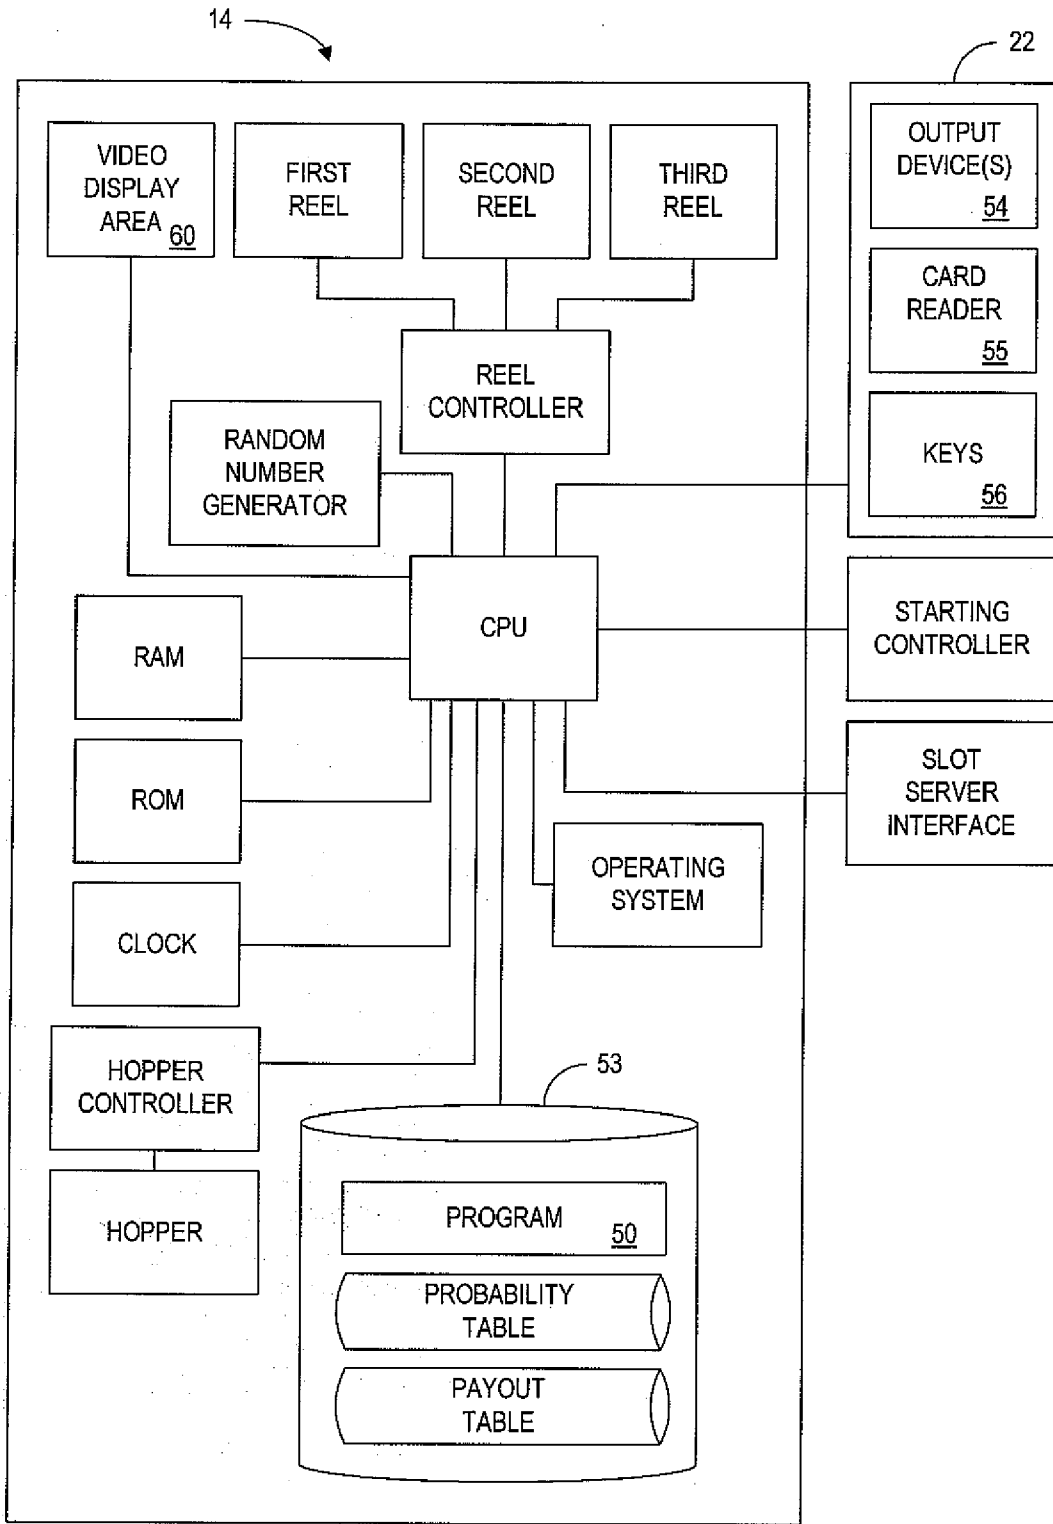 14
22
VIDEO
DISPLAY
AREA 60
FIRST
REEL
SECOND
REEL
THIRD
REEL
OUTPUT
DEVICE(S)
54
CARD
READER
55
KEYS
56
REEL
CONTROLLER
RANDOM
NUMBER
GENERATOR
CPU
STARTING
CONTROLLER
RAM
ROM
SLOT
SERVER
INTERFACE
OPERATING
SYSTEM
CLOCK
HOPPER
CONTROLLER
HOPPER
53
PROGRAM 50
PROBABILITY
TABLE
PAYOUT
TABLE